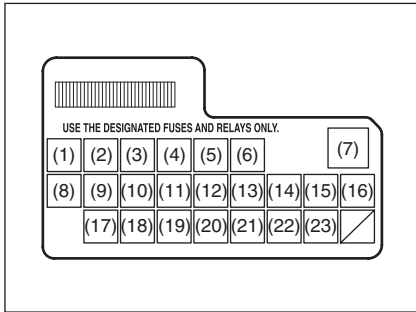 USE THE DESIGNATED FUSES AND RELAYS ONLY.
(1) (2) (3) (4) (5) (6) (7)
(8) (9) (10) (11) (12) (13) (14) (15) (16)
(17) (18) (19) (20) (21) (22) (23)